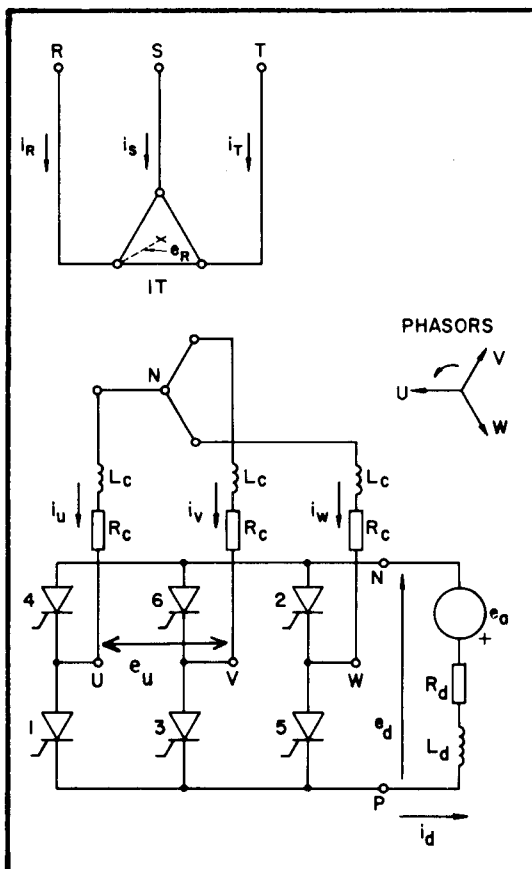 R S T
iR iS iT
eR
IT
PHASORS
V
U
W
N
Lc Lc Lc
iu iv iw
Rc Rc Rc
N
4 6 2
ea
+
eu
U V W
Rd
ed
1 3 5
Ld
P
id